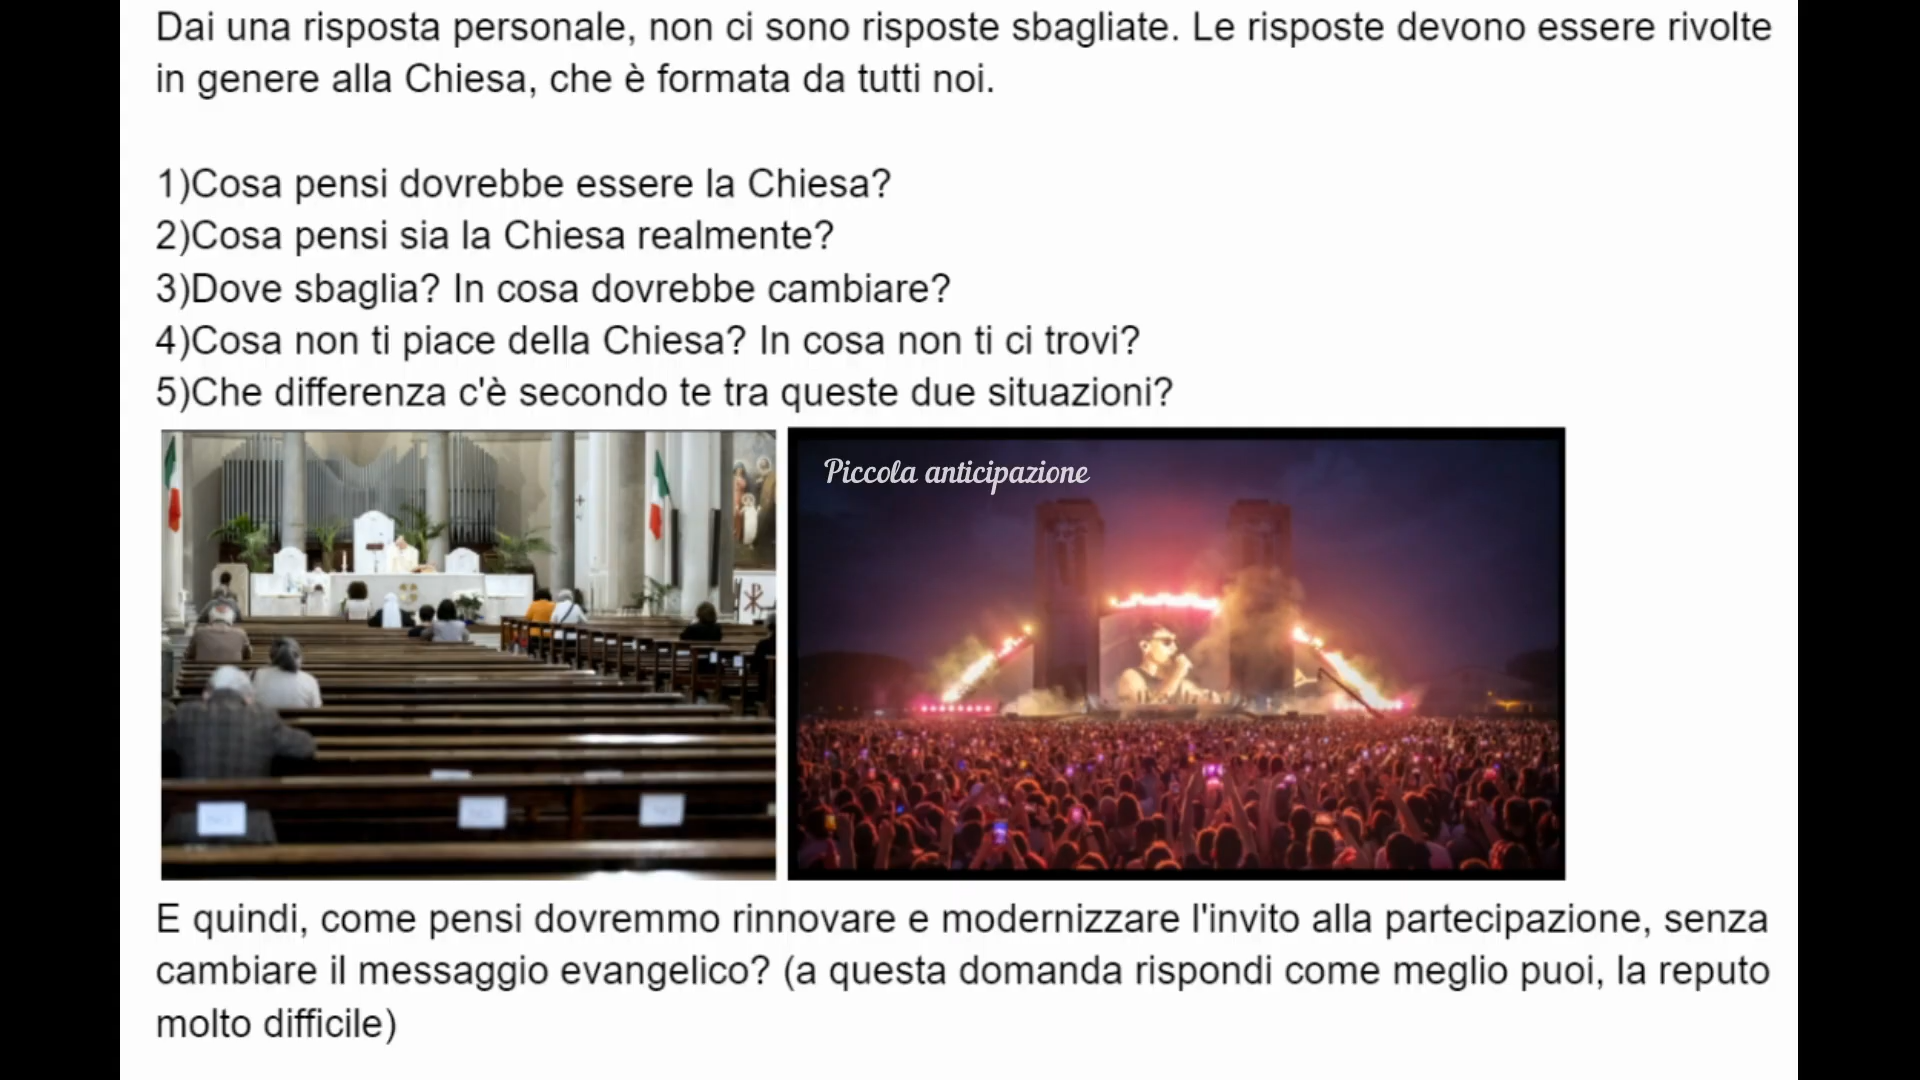 Dai una risposta personale, non ci sono risposte sbagliate. Le risposte devono essere rivolte
in genere alla Chiesa, che è formata da tutti noi.
1)Cosa pensi dovrebbe essere la Chiesa?
2)Cosa pensi sia la Chiesa realmente?
3)Dove sbaglia? In cosa dovrebbe cambiare?
4)Cosa non ti piace della Chiesa? In cosa non ti ci trovi?
5)Che differenza c'è secondo te tra queste due situazioni?
Piccola anticipazione
E quindi, come pensi dovremmo rinnovare e modernizzare l'invito alla partecipazione, senza
cambiare il messaggio evangelico? (a questa domanda rispondi come meglio puoi, la reputo
molto difficile)